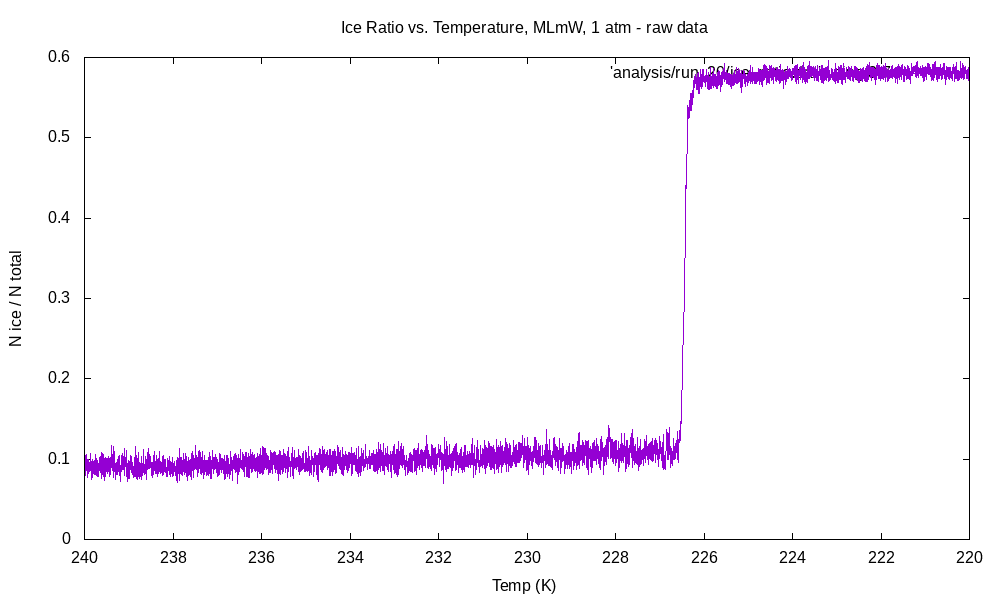 Ice Ratio vs. Temperature, MLmW, 1 atm - raw data
0.6
0.5
0.4
0.3
0.2
0.1
0
N ice / N total
240 238 236 234 232 230 228 226 224 222 220
Temp (K)